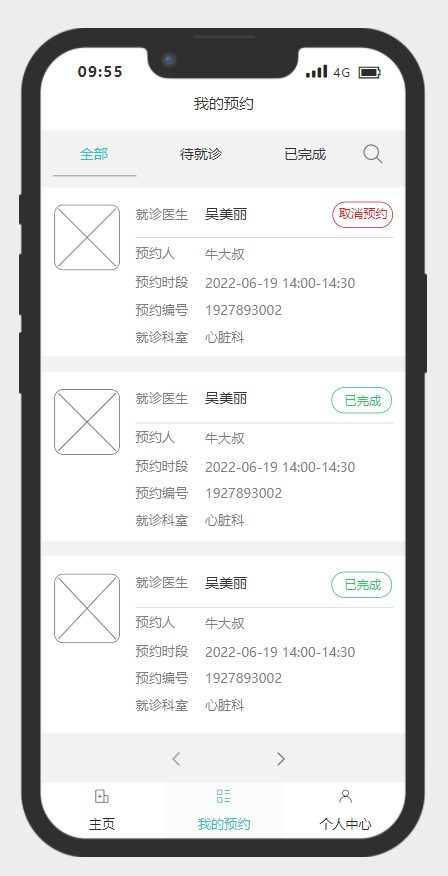 09:55 4G
我的预约
全部 待就诊 已完成
就诊医生 吴美丽 取消预约
预约人 牛大叔
预约时段 2022-06-19 14:00-14:30
预约编号 1927893002
就诊科室 心脏科
就诊医生 吴美丽 已完成
预约人 牛大叔
预约时段 2022-06-19 14:00-14:30
预约编号 1927893002
就诊科室 心脏科
就诊医生 吴美丽 已完成
预约人 牛大叔
预约时段 2022-06-19 14:00-14:30
预约编号 1927893002
就诊科室 心脏科
主页 我的预约 个人中心